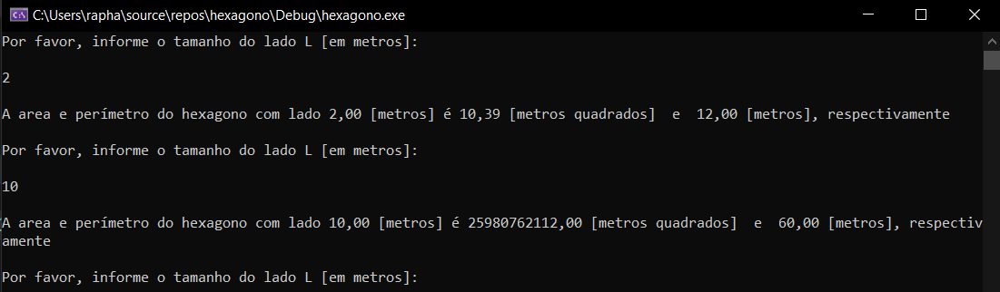 C:\Users\rapha\source\repos\hexagono\Debug\hexagono.exe
Por favor, informe o tamanho do lado L [em metros]:
2
A area e perímetro do hexagono com lado 2,00 [metros] é 10,39 [metros quadrados]  e  12,00 [metros], respectivamente
Por favor, informe o tamanho do lado L [em metros]:
10
A area e perímetro do hexagono com lado 10,00 [metros] é 25980762112,00 [metros quadrados]  e  60,00 [metros], respectiv
amente
Por favor, informe o tamanho do lado L [em metros]: